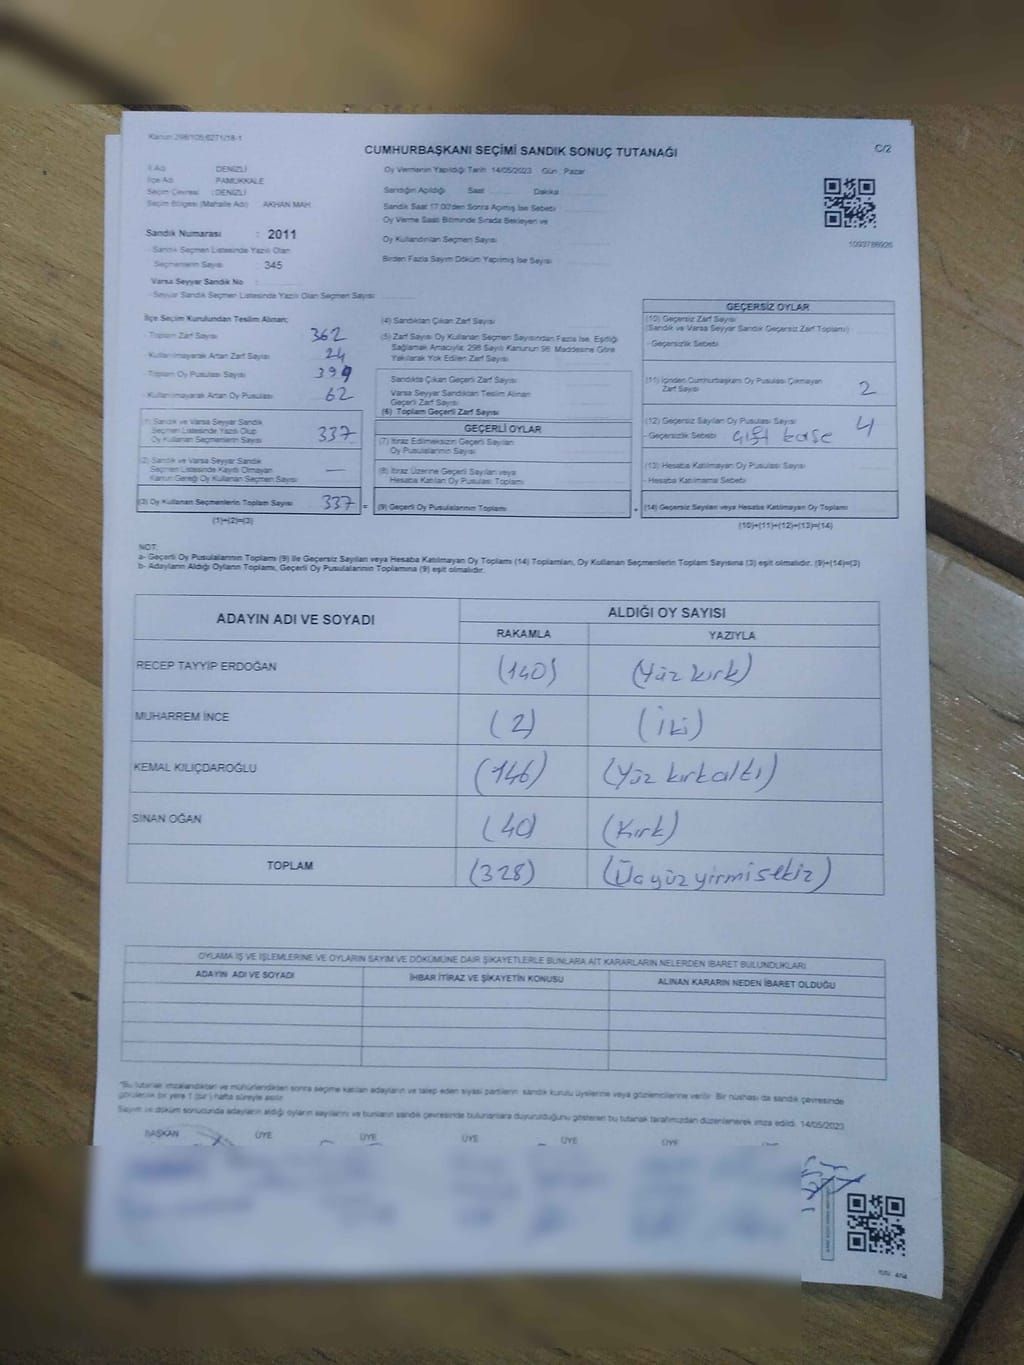 Kanun 298/105,6271/18-1
CUMHURBAŞKANI SEÇİMİ SANDIK SONUÇ TUTANAĞI
C/2
İl Adı : DENİZLİ
İlçe Adı : PAMUKKALE
Seçim Çevresi : DENİZLİ
Seçim Bölgesi (Mahalle Adı) AKHAN MAH.
Sandık Numarası : 2011
- Sandık Seçmen Listesinde Yazılı Olan
Seçmenlerin Sayısı : 345
Varsa Seyyar Sandık No :
- Seyyar Sandık Seçmen Listesinde Yazılı Olan Seçmen Sayısı
Oy Vermenin Yapıldığı Tarih 14/05/2023 Gün : Pazar
Sandığın Açıldığı Saat Dakika
Sandık Saat 17.00'den Sonra Açılmış İse Sebebi
Oy Verme Saati Bitiminde Sırada Bekleyen ve
Oy Kullandırılan Seçmen Sayısı
Birden Fazla Sayım Döküm Yapılmış İse Sayısı
1093786926
İlçe Seçim Kurulundan Teslim Alınan;
- Toplam Zarf Sayısı 362
- Kullanılmayarak Artan Zarf Sayısı 24
- Toplam Oy Pusulası Sayısı 399
- Kullanılmayarak Artan Oy Pusulası 62
(1) Sandık ve Varsa Seyyar Sandık
Seçmen Listesinde Yazılı Olup
Oy Kullanan Seçmenlerin Sayısı 337
(2) Sandık ve Varsa Seyyar Sandık
Seçmen Listesinde Kaydı Olmayan
Kanun Gereği Oy Kullanan Seçmen Sayısı —
(3) Oy Kullanan Seçmenlerin Toplam Sayısı 337 =
(1)+(2)=(3)
(4) Sandıktan Çıkan Zarf Sayısı
(5) Zarf Sayısı Oy Kullanan Seçmen Sayısından Fazla İse, Eşitliği
Sağlamak Amacıyla, 298 Sayılı Kanunun 98. Maddesine Göre
Yakılarak Yok Edilen Zarf Sayısı
Sandıkta Çıkan Geçerli Zarf Sayısı
Varsa Seyyar Sandıktan Teslim Alınan
Geçerli Zarf Sayısı
(6) Toplam Geçerli Zarf Sayısı
GEÇERLİ OYLAR
(7) İtiraz Edilmeksizin Geçerli Sayılan
Oy Pusulalarının Sayısı
(8) İtiraz Üzerine Geçerli Sayılan veya
Hesaba Katılan Oy Pusulası Toplamı
(9) Geçerli Oy Pusulalarının Toplamı +
GEÇERSİZ OYLAR
(10) Geçersiz Zarf Sayısı
(Sandık ve Varsa Seyyar Sandık Geçersiz Zarf Toplamı)
- Geçersizlik Sebebi
(11) İçinden Cumhurbaşkanı Oy Pusulası Çıkmayan
Zarf Sayısı 2
(12) Geçersiz Sayılan Oy Pusulası Sayısı 4
- Geçersizlik Sebebi çift kaşe
(13) Hesaba Katılmayan Oy Pusulası Sayısı
- Hesaba Katılmama Sebebi
(14) Geçersiz Sayılan veya Hesaba Katılmayan Oy Toplamı
(10)+(11)+(12)+(13)=(14)
NOT:
a- Geçerli Oy Pusulalarının Toplamı (9) ile Geçersiz Sayılan veya Hesaba Katılmayan Oy Toplamı (14) Toplamları, Oy Kullanan Seçmenlerin Toplam Sayısına (3) eşit olmalıdır. (9)+(14)=(3)
b- Adayların Aldığı Oyların Toplamı, Geçerli Oy Pusulalarının Toplamına (9) eşit olmalıdır.
ADAYIN ADI VE SOYADI ALDIĞI OY SAYISI
RAKAMLA YAZIYLA
RECEP TAYYİP ERDOĞAN (140) (Yüz kırk)
MUHARREM İNCE (2) (İki)
KEMAL KILIÇDAROĞLU (146) (Yüz kırkaltı)
SİNAN OĞAN (40) (Kırk)
TOPLAM (328) (Üçyüzyirmisekiz)
OYLAMA İŞ VE İŞLEMLERİNE VE OYLARIN SAYIM VE DÖKÜMÜNE DAİR ŞİKAYETLERLE BUNLARA AİT KARARLARIN NELERDEN İBARET BULUNDUKLARI
ADAYIN ADI VE SOYADI İHBAR İTİRAZ VE ŞİKAYETİN KONUSU ALINAN KARARIN NEDEN İBARET OLDUĞU
*Bu tutanak imzalandıktan ve mühürlendikten sonra seçime katılan adayların ve talep eden siyasi partilerin sandık kurulu üyelerine veya gözlemcilerine verilir. Bir nüshası da sandık çevresinde
görülecek bir yere 1 (bir) hafta süreyle asılır.
Sayım ve döküm sonucunda adayların aldığı oyların sayılarını ve bunların sandık çevresinde bulunanlara duyurulduğunu gösteren bu tutanak tarafımızdan düzenlenerek imza edildi. 14/05/2023
BAŞKAN ÜYE ÜYE ÜYE ÜYE ÜYE